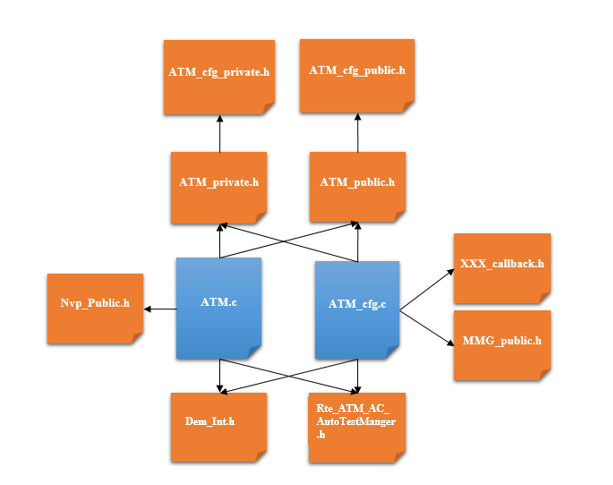 ATM_cfg_private.h
ATM_cfg_public.h
ATM_private.h
ATM_public.h
XXX_callback.h
Nvp_Public.h
ATM.c
ATM_cfg.c
MMG_public.h
Dem_Int.h
Rte_ATM_AC_
AutoTestManger
.h